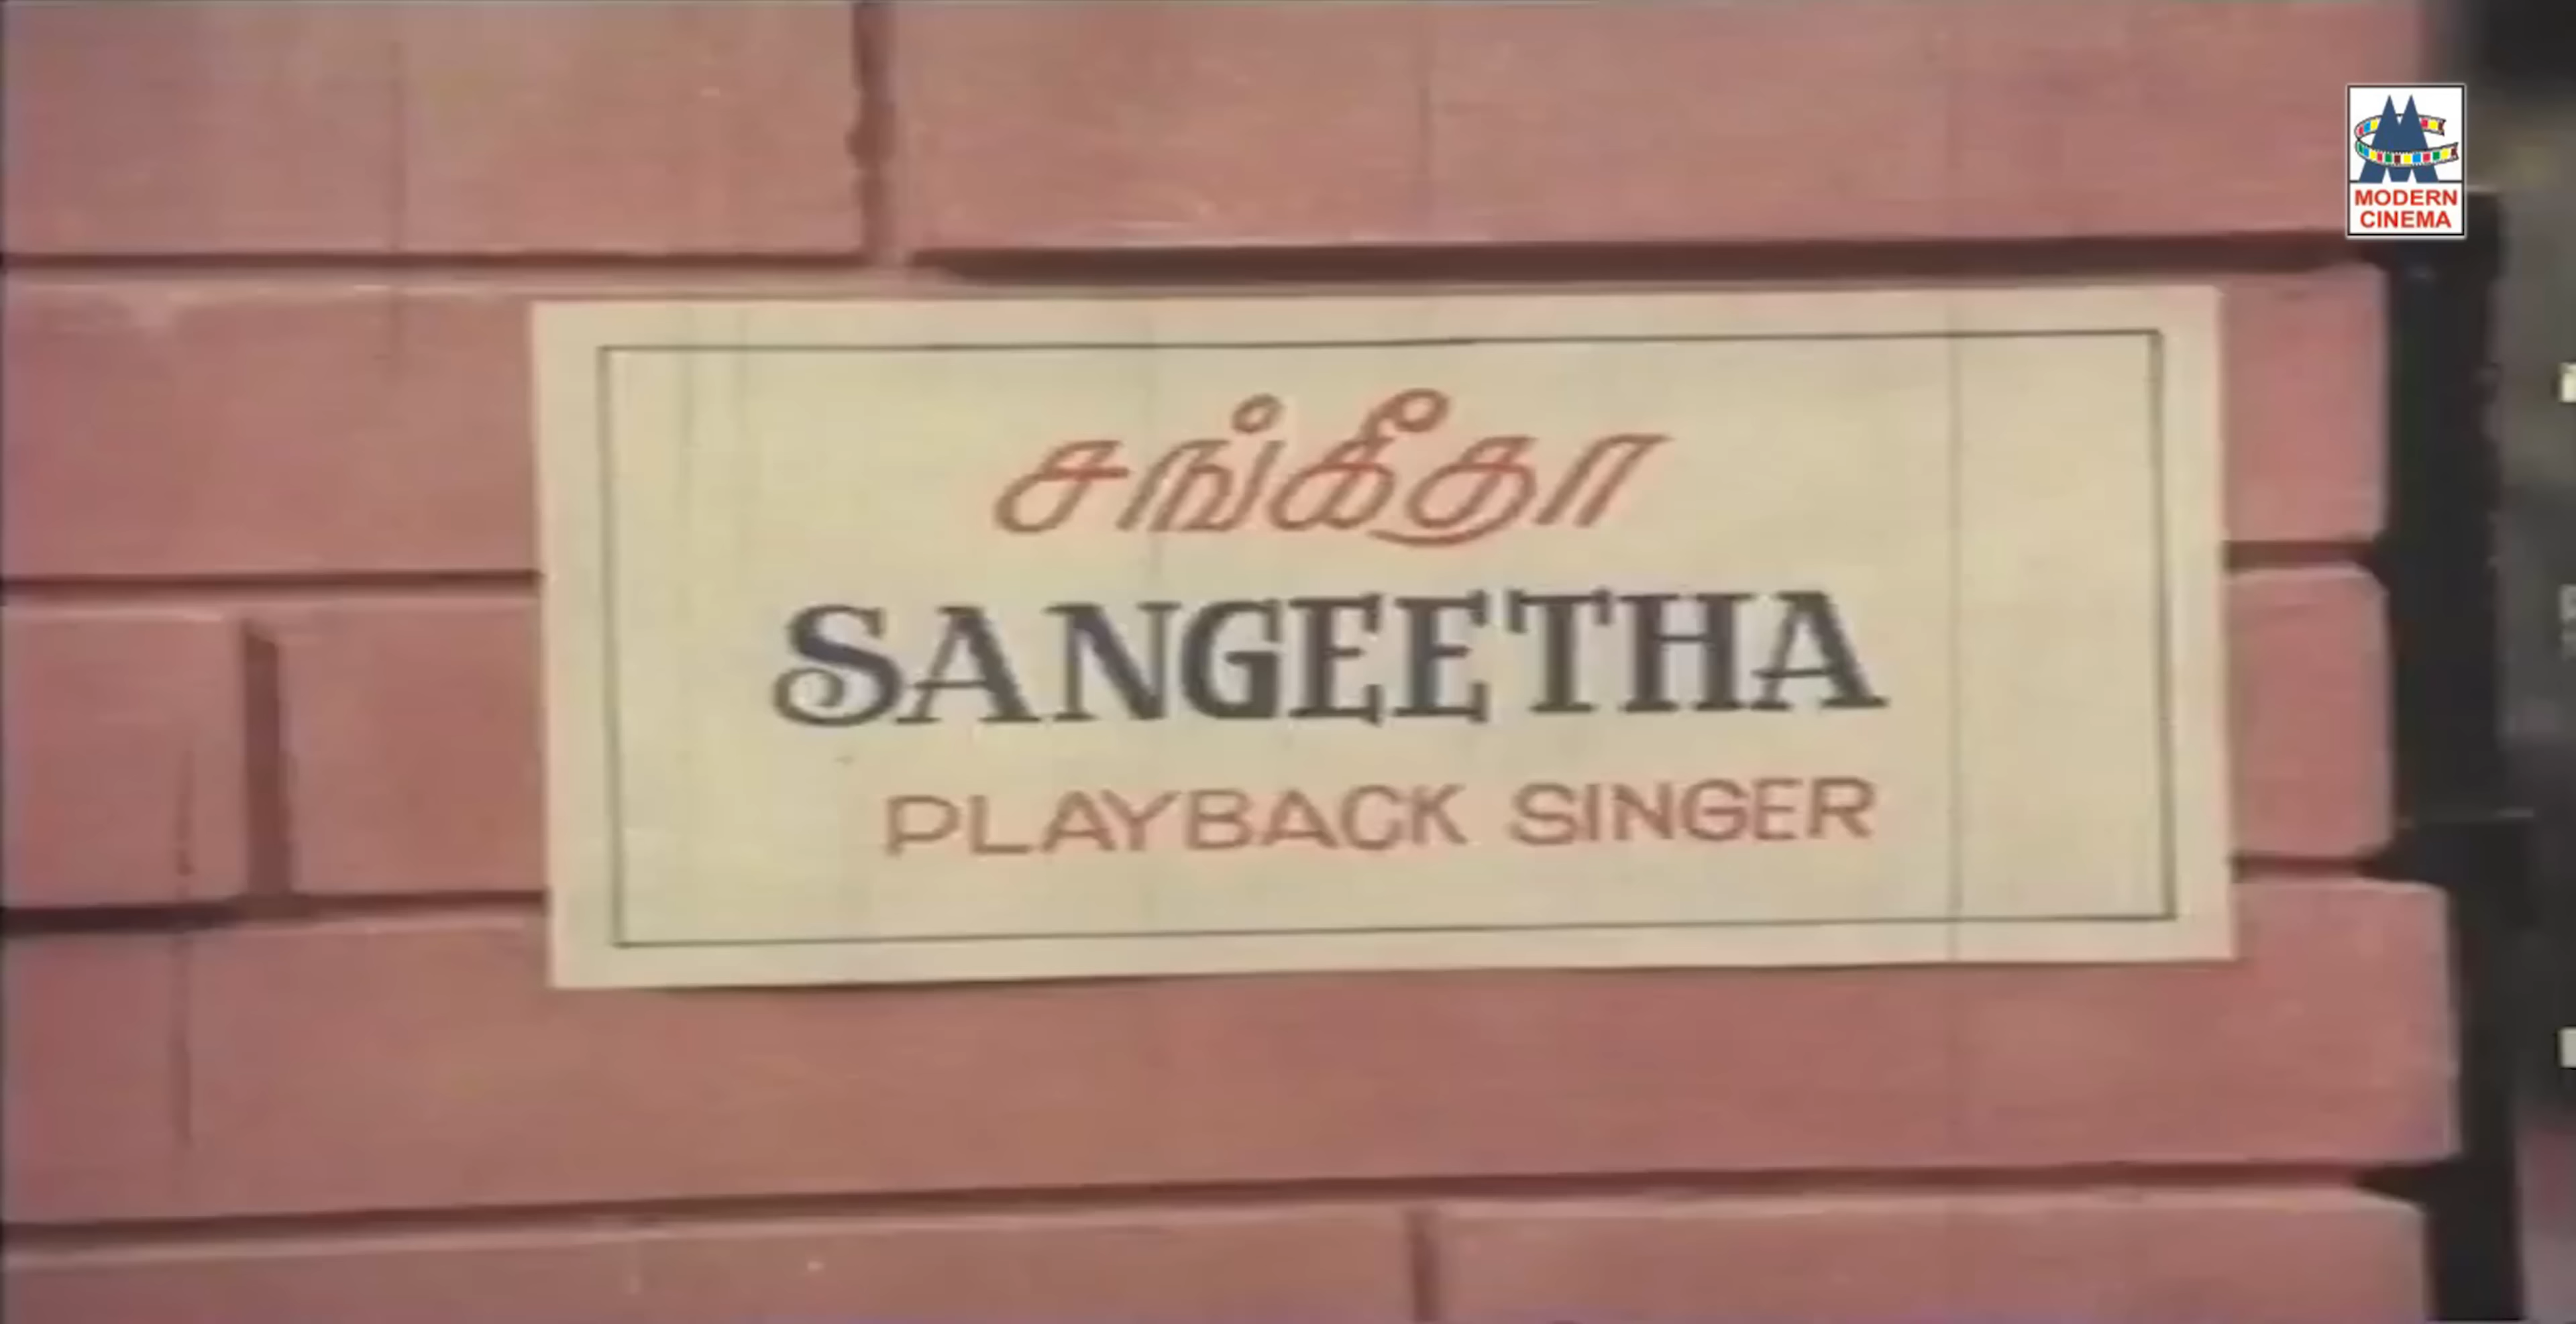 சங்கீதா
SANGEETHA
PLAYBACK SINGER
MODERN
CINEMA